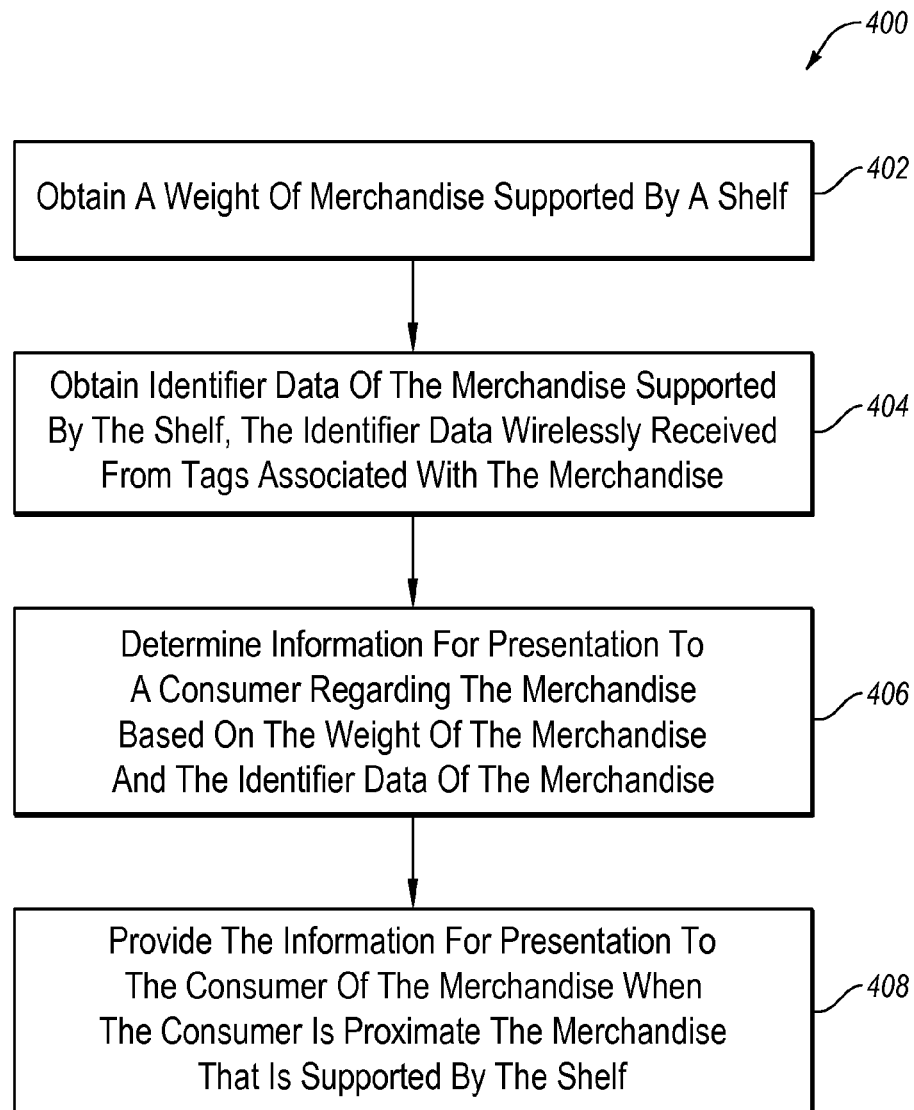 400
Obtain A Weight Of Merchandise Supported By A Shelf
402
Obtain Identifier Data Of The Merchandise Supported
By The Shelf, The Identifier Data Wirelessly Received
From Tags Associated With The Merchandise
404
Determine Information For Presentation To
A Consumer Regarding The Merchandise
Based On The Weight Of The Merchandise
And The Identifier Data Of The Merchandise
406
Provide The Information For Presentation To
The Consumer Of The Merchandise When
The Consumer Is Proximate The Merchandise
That Is Supported By The Shelf
408